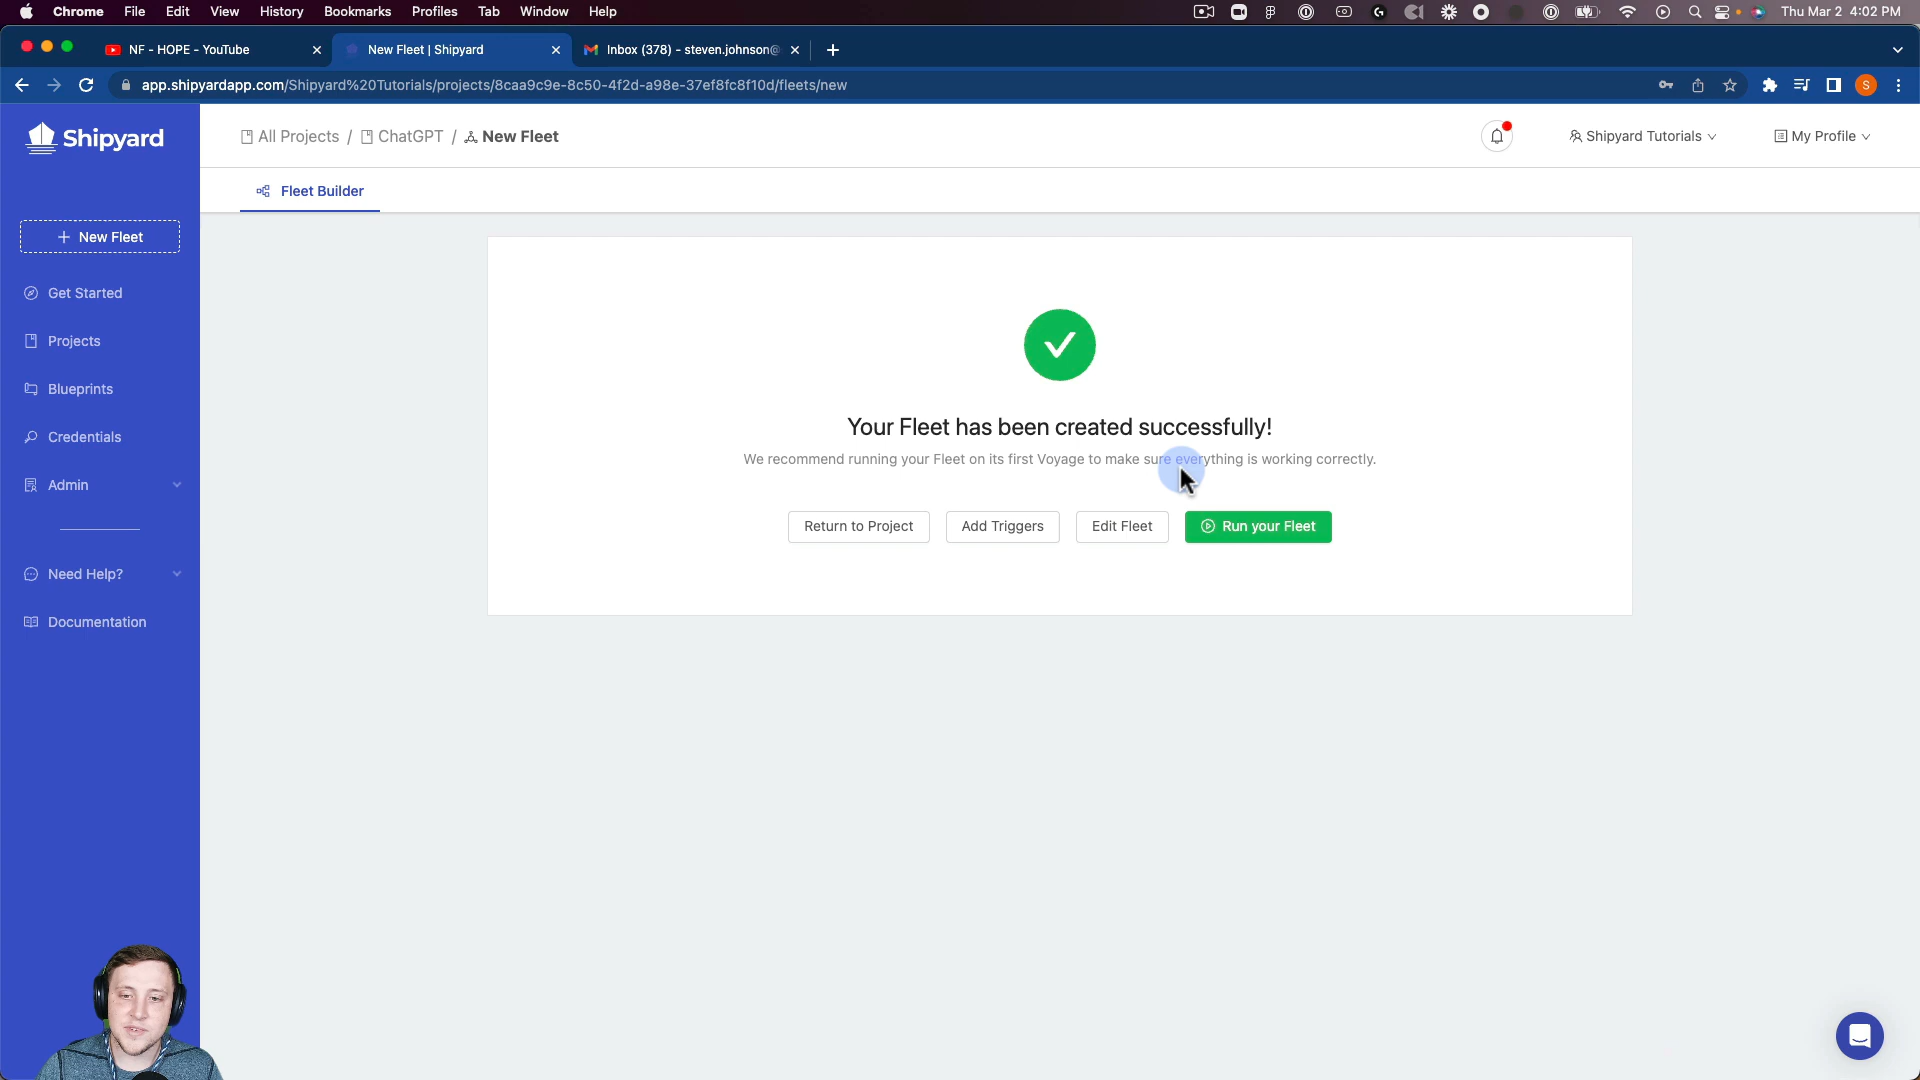 Chrome File Edit View History Bookmarks Profiles Tab Window Help Thu Mar 2 4:02 PM
NF - HOPE - YouTube New Fleet | Shipyard Inbox (378) - steven.johnson@
app.shipyardapp.com/Shipyard%20Tutorials/projects/8caa9c9e-8c50-4f2d-a98e-37ef8fc8f10d/fleets/new S
Shipyard
All Projects / ChatGPT / New Fleet
Shipyard Tutorials
My Profile
Fleet Builder
+ New Fleet
Get Started
Projects
Blueprints
Credentials
Admin
Need Help?
Documentation
Your Fleet has been created successfully!
We recommend running your Fleet on its first Voyage to make sure everything is working correctly.
Return to Project Add Triggers Edit Fleet Run your Fleet